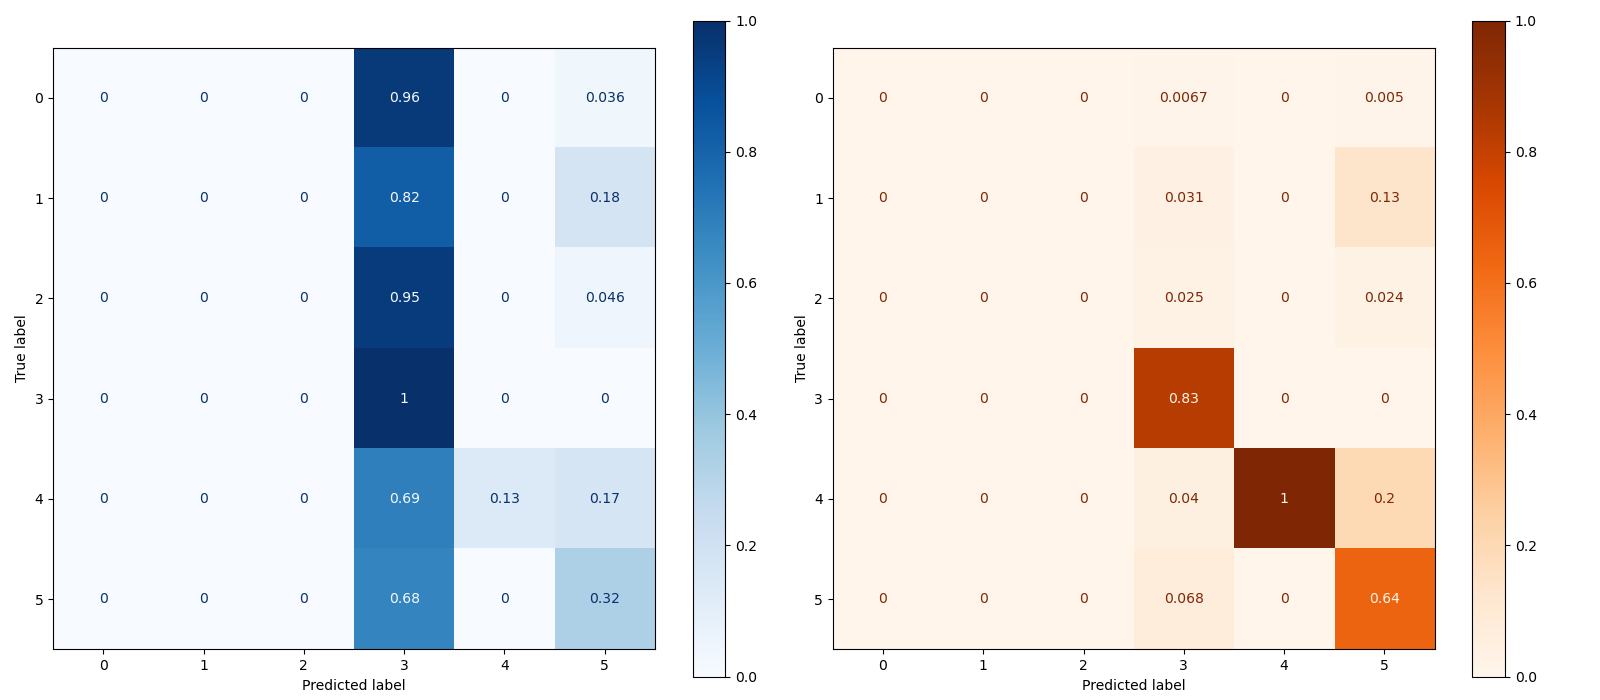 0 0 0 0 0.96 0 0.036
1 0 0 0 0.82 0 0.18
2 0 0 0 0.95 0 0.046
3 0 0 0 1 0 0
4 0 0 0 0.69 0.13 0.17
5 0 0 0 0.68 0 0.32
0 1 2 3 4 5
Predicted label
True label
1.0
0.8
0.6
0.4
0.2
0.0
0 0 0 0 0.0067 0 0.005
1 0 0 0 0.031 0 0.13
2 0 0 0 0.025 0 0.024
3 0 0 0 0.83 0 0
4 0 0 0 0.04 1 0.2
5 0 0 0 0.068 0 0.64
0 1 2 3 4 5
Predicted label
True label
1.0
0.8
0.6
0.4
0.2
0.0